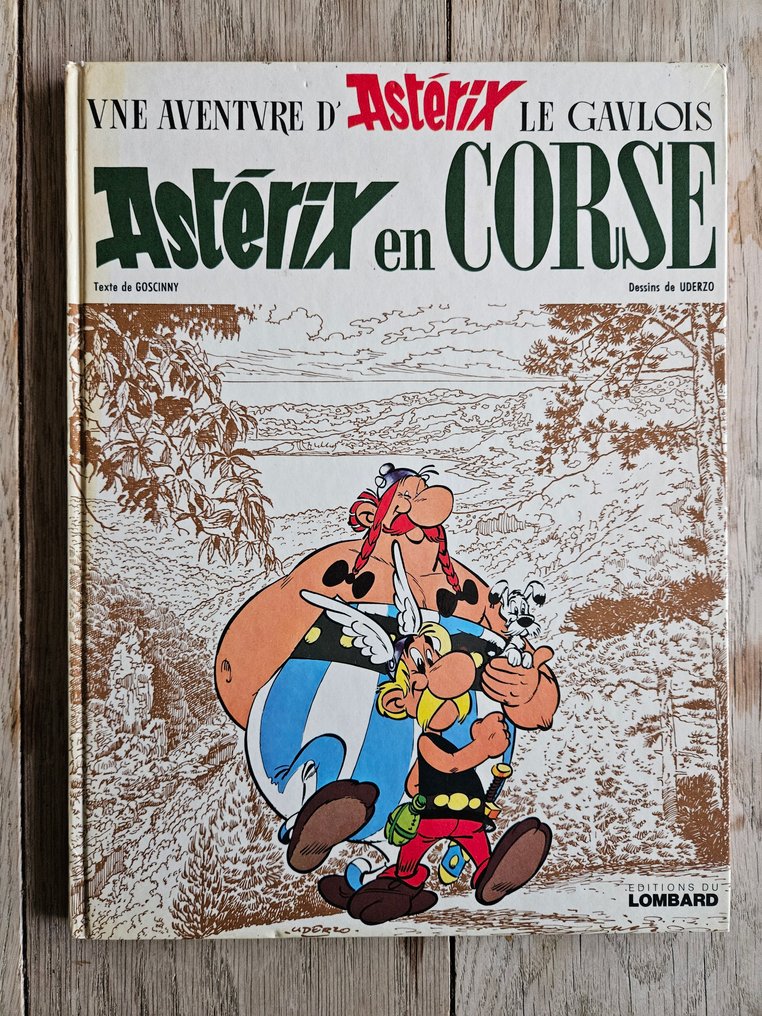 VNE AVENTVRE D' Astérix LE GAVLOIS
Astérix en CORSE
Texte de GOSCINNY
Dessins de UDERZO
EDITIONS DU
LOMBARD
UDERZO